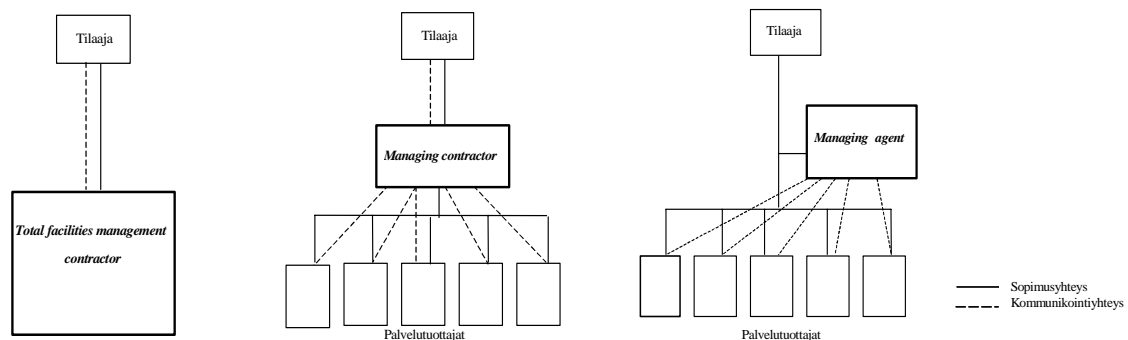 Tilaaja
Total facilities management
contractor
Tilaaja
Managing contractor
Palvelutuottajat
Tilaaja
Managing agent
Palvelutuottajat
Sopimusyhteys
Kommunikointiyhteys